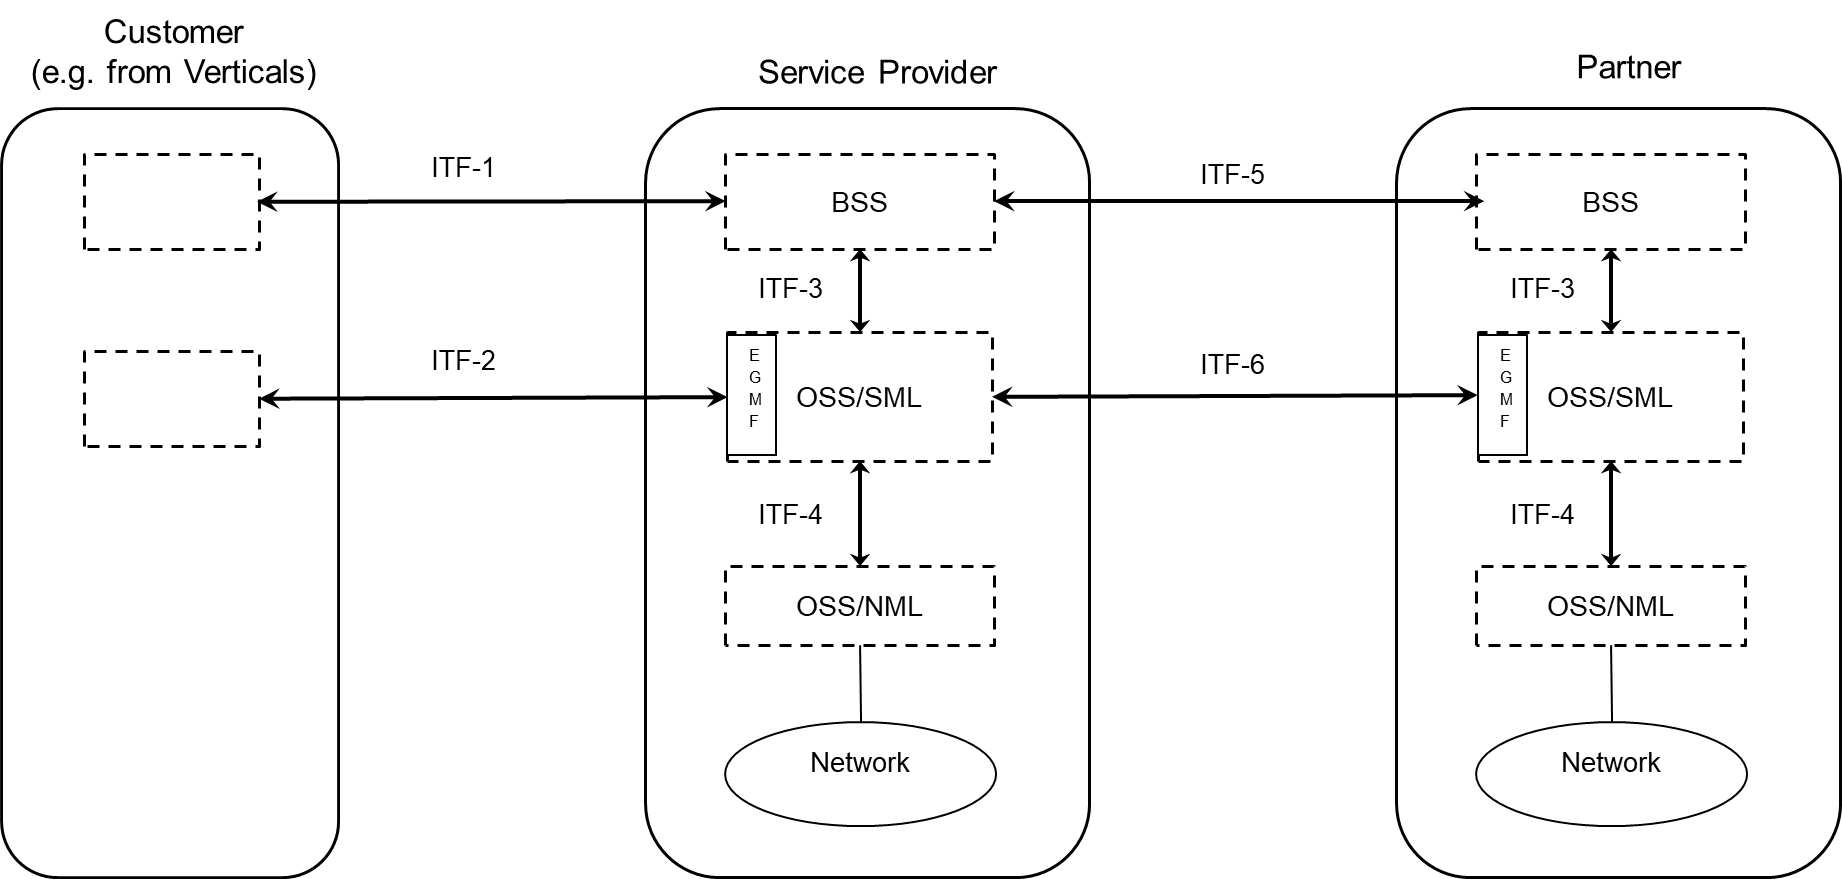 Customer
(e.g. from Verticals)
Service Provider
Partner
ITF-1
BSS
ITF-5
BSS
ITF-3
ITF-3
ITF-2
E
G
M
F
OSS/SML
ITF-6
E
G
M
F
OSS/SML
ITF-4
ITF-4
OSS/NML
OSS/NML
Network
Network